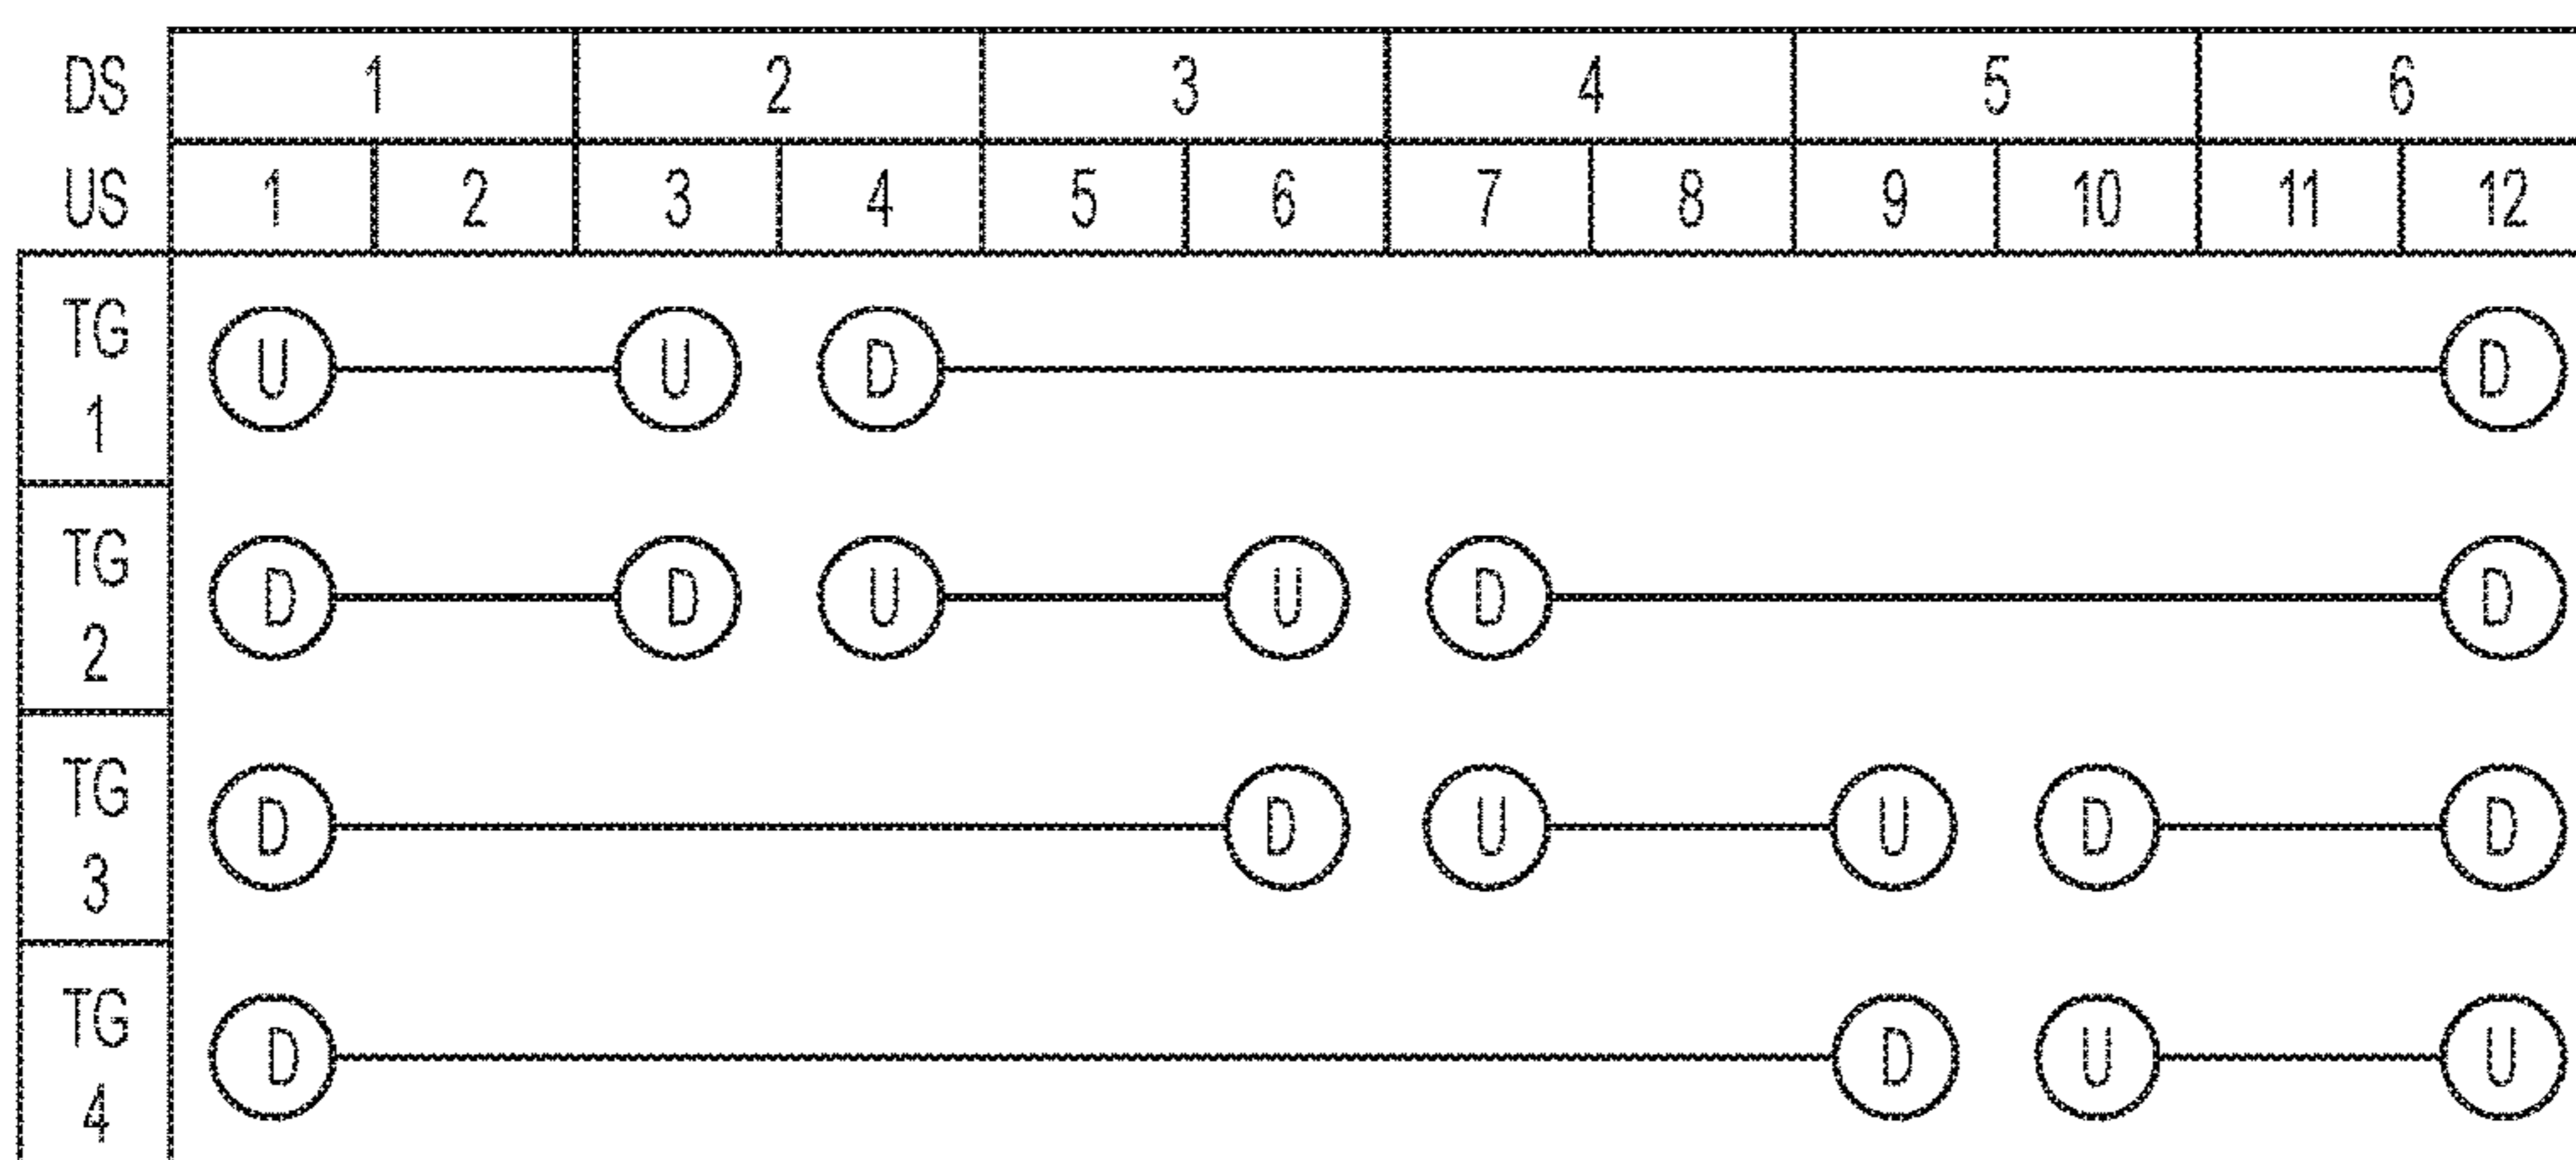 DS 1 2 3 4 5 6
US 1 2 3 4 5 6 7 8 9 10 11 12
TG 1 U U D D
TG 2 D D U U D D
TG 3 D D U U D D
TG 4 D D U U